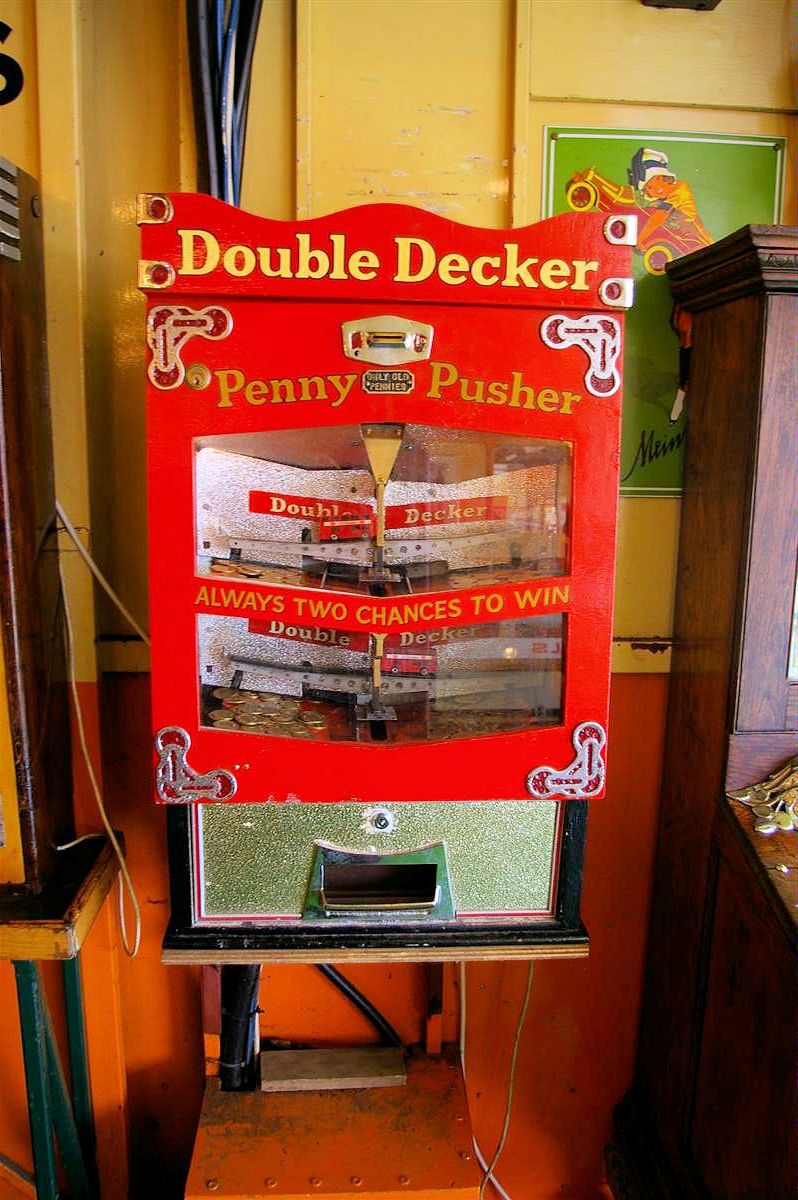 S
Double Decker
Penny ONLY OLD PENNIES Pusher
Double Decker
ALWAYS TWO CHANCES TO WIN
Double Decker
Mein